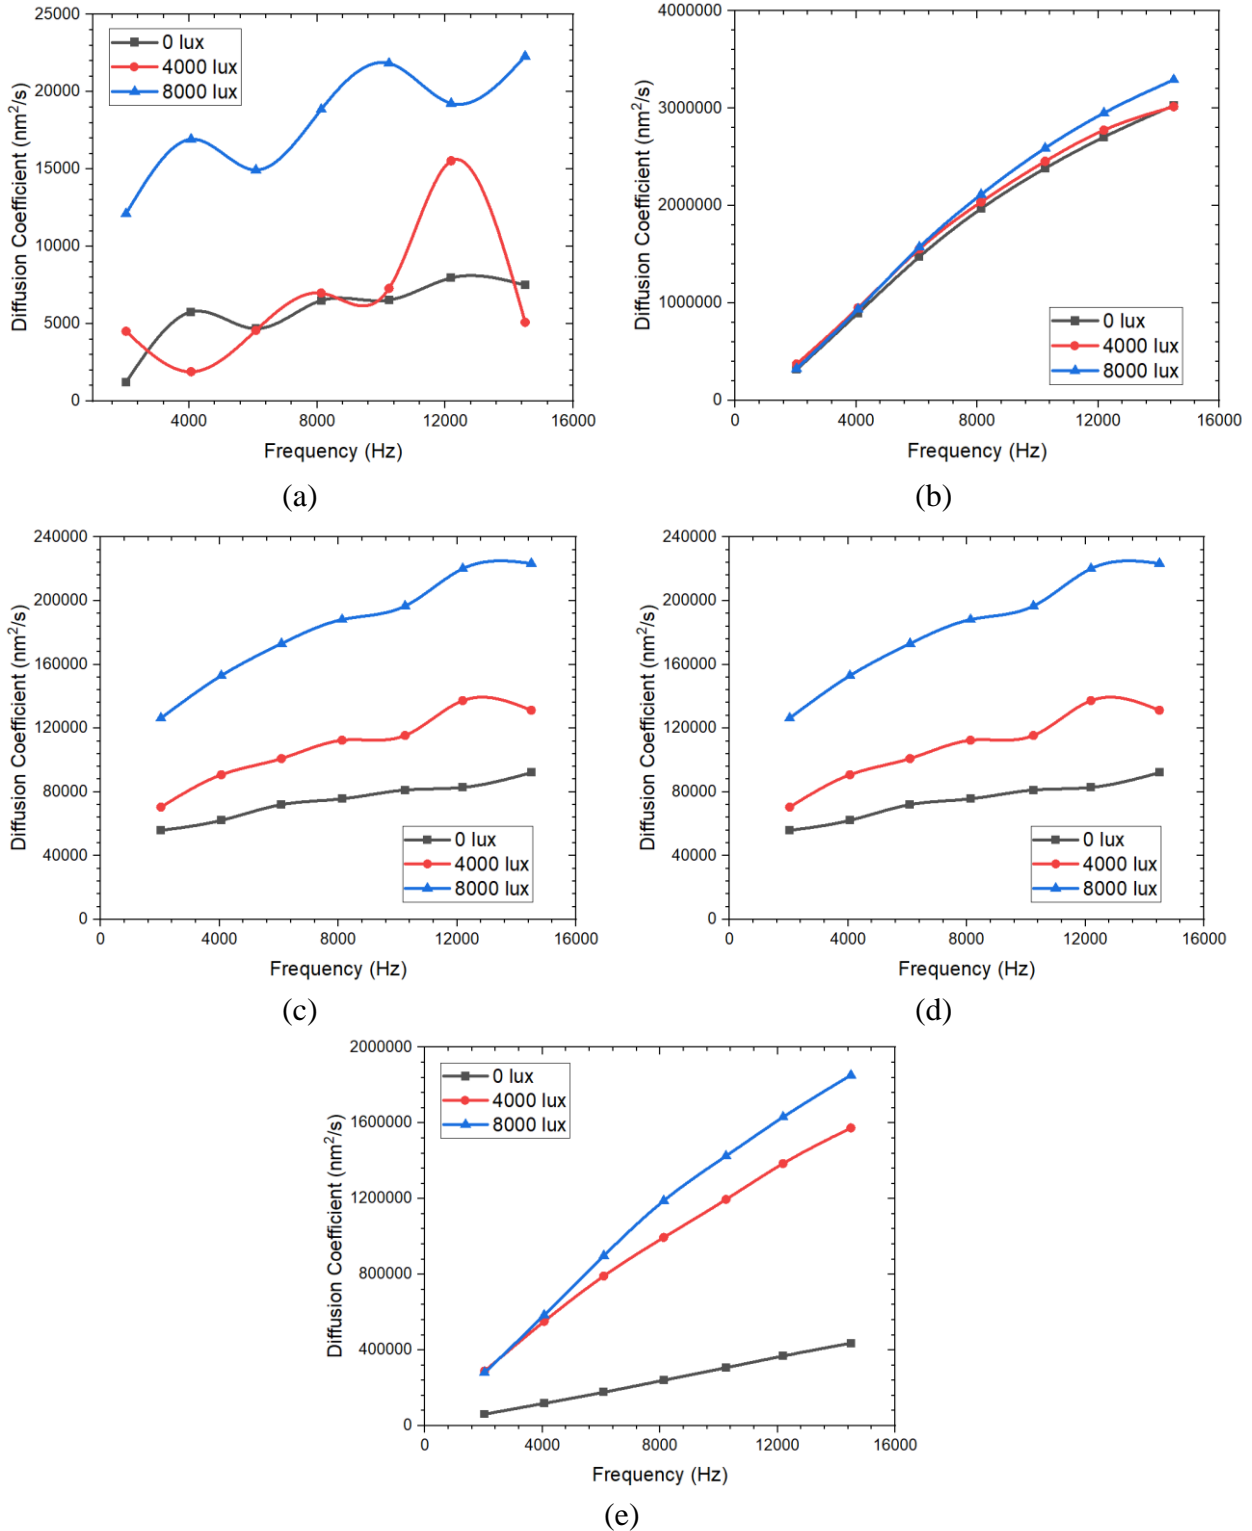 25000
20000
15000
10000
5000
0
Diffusion Coefficient (nm²/s)
0 lux
4000 lux
8000 lux
4000 8000 12000 16000
Frequency (Hz)
(a)
4000000
3000000
2000000
1000000
0
Diffusion Coefficient (nm²/s)
0 lux
4000 lux
8000 lux
0 4000 8000 12000 16000
Frequency (Hz)
(b)
240000
200000
160000
120000
80000
40000
0
Diffusion Coefficient (nm²/s)
0 lux
4000 lux
8000 lux
0 4000 8000 12000 16000
Frequency (Hz)
(c)
240000
200000
160000
120000
80000
40000
0
Diffusion Coefficient (nm²/s)
0 lux
4000 lux
8000 lux
0 4000 8000 12000 16000
Frequency (Hz)
(d)
2000000
1600000
1200000
800000
400000
0
Diffusion Coefficient (nm²/s)
0 lux
4000 lux
8000 lux
0 4000 8000 12000 16000
Frequency (Hz)
(e)